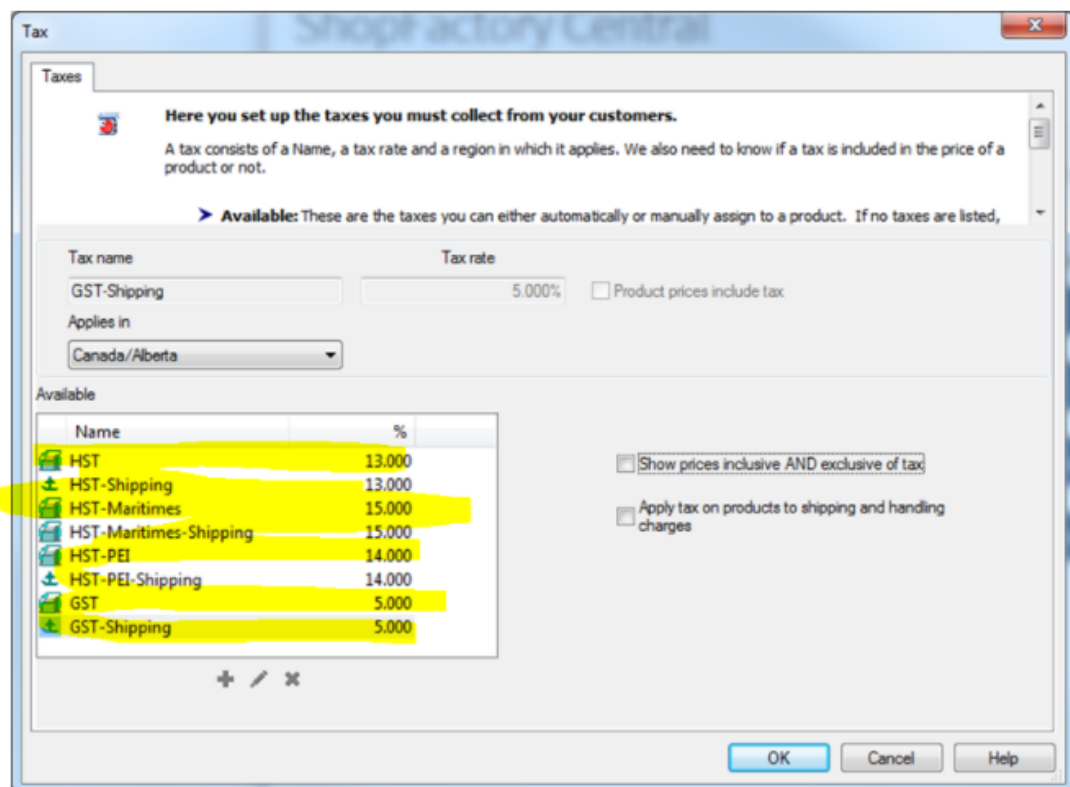 ShopFactory Central
Tax
Taxes
Here you set up the taxes you must collect from your customers.
A tax consists of a Name, a tax rate and a region in which it applies. We also need to know if a tax is included in the price of a
product or not.
Available: These are the taxes you can either automatically or manually assign to a product. If no taxes are listed,
Tax name Tax rate
GST-Shipping 5.000% Product prices include tax
Applies in
Canada/Alberta
Available
Name %
HST 13.000
HST-Shipping 13.000
HST-Maritimes 15.000
HST-Maritimes-Shipping 15.000
HST-PEI 14.000
HST-PEI-Shipping 14.000
GST 5.000
GST-Shipping 5.000
Show prices inclusive AND exclusive of tax
Apply tax on products to shipping and handling
charges
OK Cancel Help